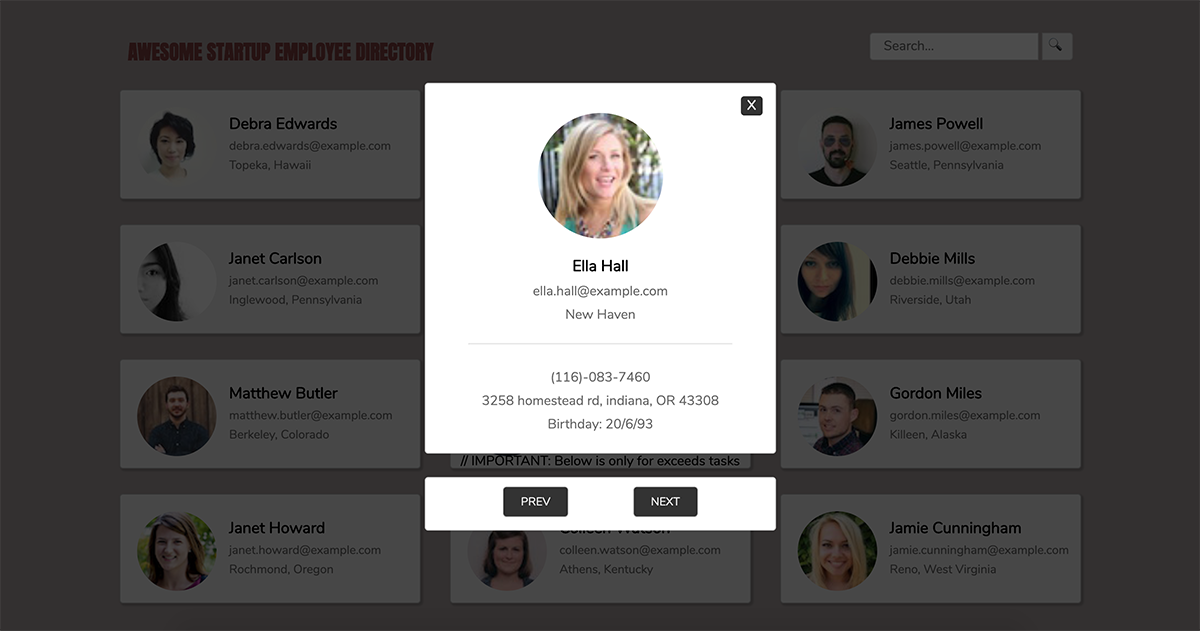 AWESOME STARTUP EMPLOYEE DIRECTORY
Search...
X
Debra Edwards
debra.edwards@example.com
Topeka, Hawaii
James Powell
james.powell@example.com
Seattle, Pennsylvania
Ella Hall
ella.hall@example.com
New Haven
Janet Carlson
janet.carlson@example.com
Inglewood, Pennsylvania
Debbie Mills
debbie.mills@example.com
Riverside, Utah
(116)-083-7460
3258 homestead rd, indiana, OR 43308
Birthday: 20/6/93
Matthew Butler
matthew.butler@example.com
Berkeley, Colorado
Gordon Miles
gordon.miles@example.com
Killeen, Alaska
// IMPORTANT: Below is only for exceeds tasks
PREV
NEXT
Janet Howard
janet.howard@example.com
Rochmond, Oregon
Colleen Watson
colleen.watson@example.com
Athens, Kentucky
Jamie Cunningham
jamie.cunningham@example.com
Reno, West Virginia